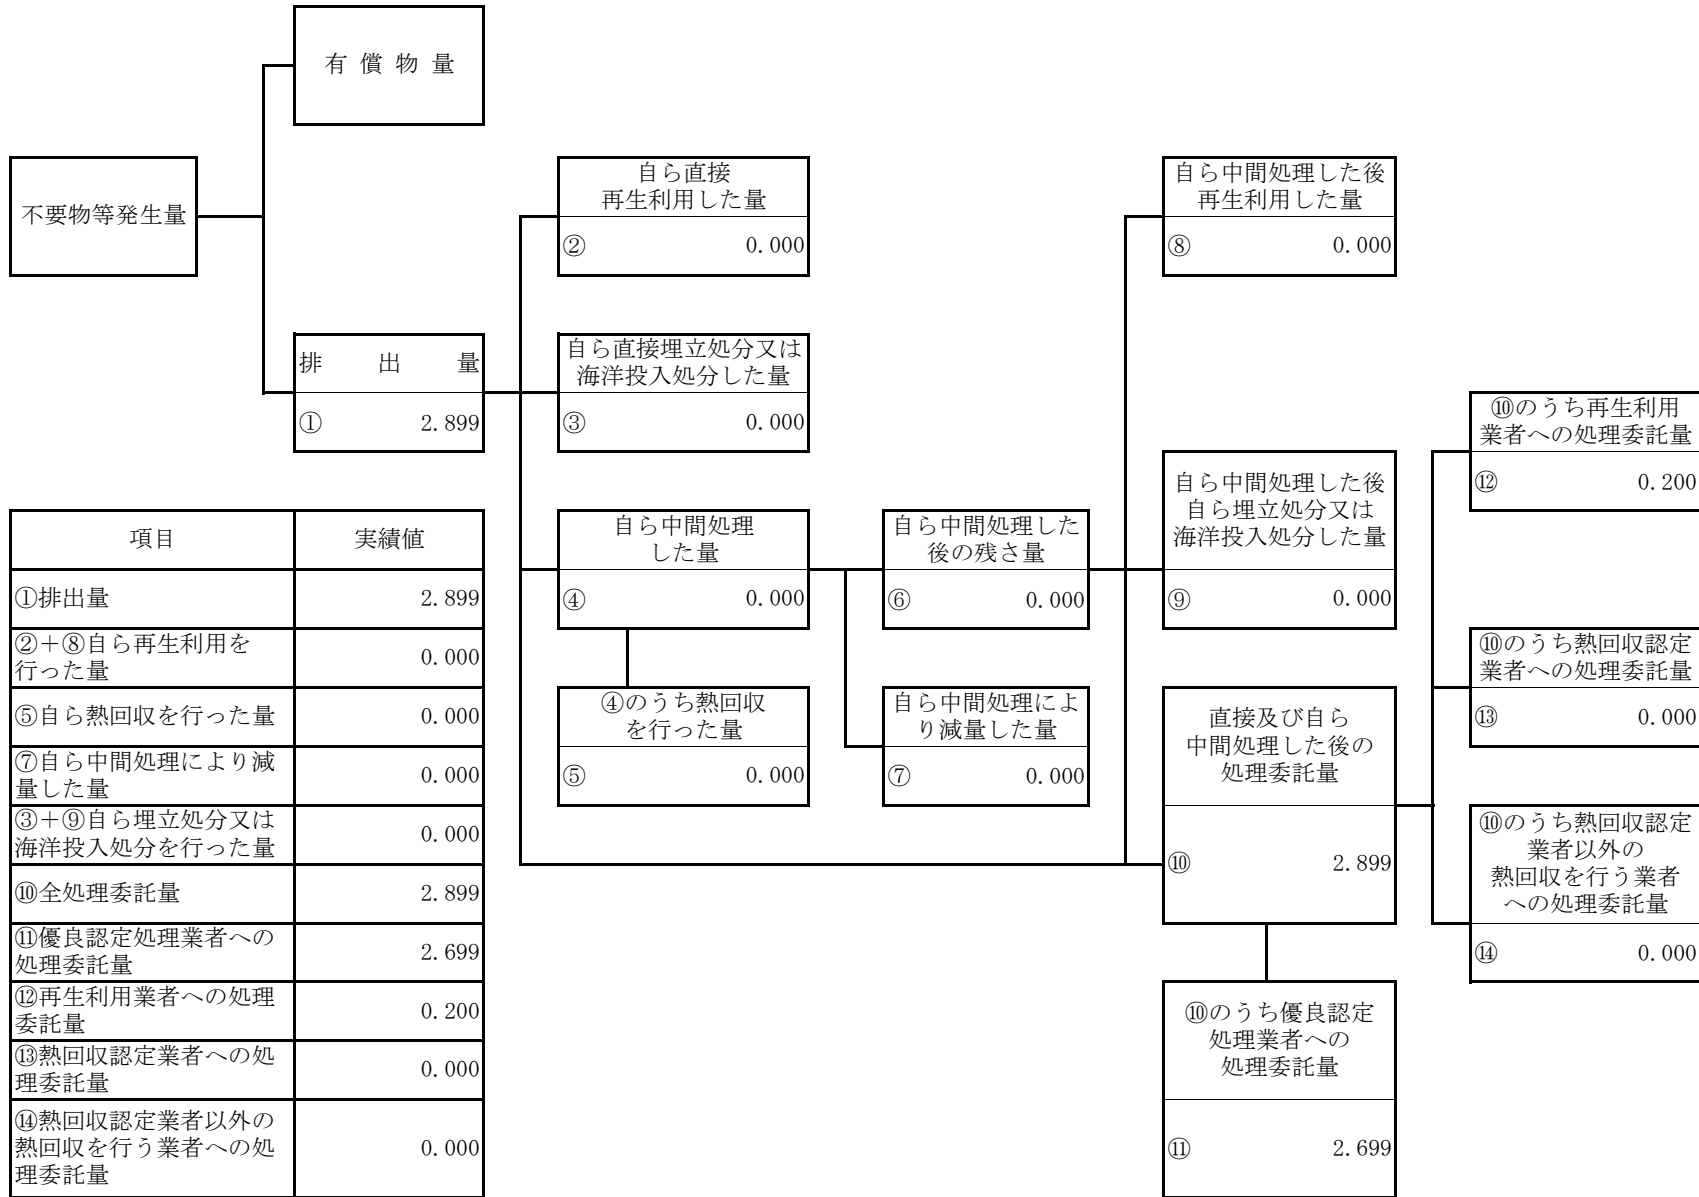 有償物量
不要物等発生量
自ら直接
再生利用した量
② 0.000
自ら中間処理した後
再生利用した量
⑧ 0.000
排出量
① 2.899
自ら直接埋立処分又は
海洋投入処分した量
③ 0.000
⑩のうち再生利用
業者への処理委託量
⑫ 0.200
自ら中間処理した後
自ら埋立処分又は
海洋投入処分した量
⑨ 0.000
自ら中間処理
した量
④ 0.000
自ら中間処理した
後の残さ量
⑥ 0.000
⑩のうち熱回収認定
業者への処理委託量
⑬ 0.000
④のうち熱回収
を行った量
⑤ 0.000
自ら中間処理によ
り減量した量
⑦ 0.000
直接及び自ら
中間処理した後の
処理委託量
⑩ 2.899
⑩のうち熱回収認定
業者以外の
熱回収を行う業者
への処理委託量
⑭ 0.000
⑩のうち優良認定
処理業者への
処理委託量
⑪ 2.699
項目 実績値
①排出量 2.899
②+⑧自ら再生利用を
行った量 0.000
⑤自ら熱回収を行った量 0.000
⑦自ら中間処理により減
量した量 0.000
③+⑨自ら埋立処分又は
海洋投入処分を行った量 0.000
⑩全処理委託量 2.899
⑪優良認定処理業者への
処理委託量 2.699
⑫再生利用業者への処理
委託量 0.200
⑬熱回収認定業者への処
理委託量 0.000
⑭熱回収認定業者以外の
熱回収を行う業者への処
理委託量 0.000